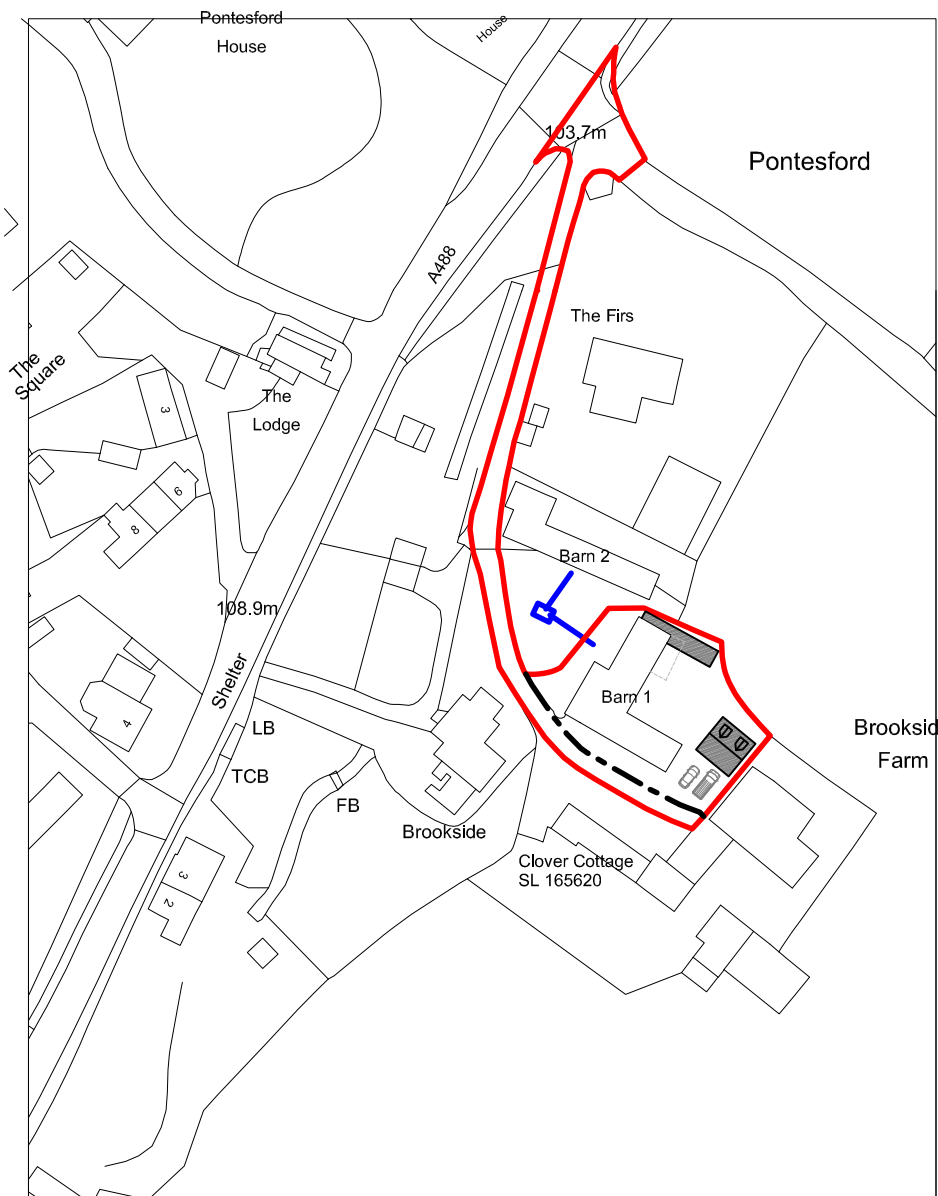 Pontesford
House
House
103.7m
Pontesford
A488
The Firs
The
Square
The
Lodge
3
6
8
Barn 2
108.9m
Shelter
Barn 1
4
LB
TCB
FB
Brookside
Brooksid
Farm
Clover Cottage
SL 165620
3
2